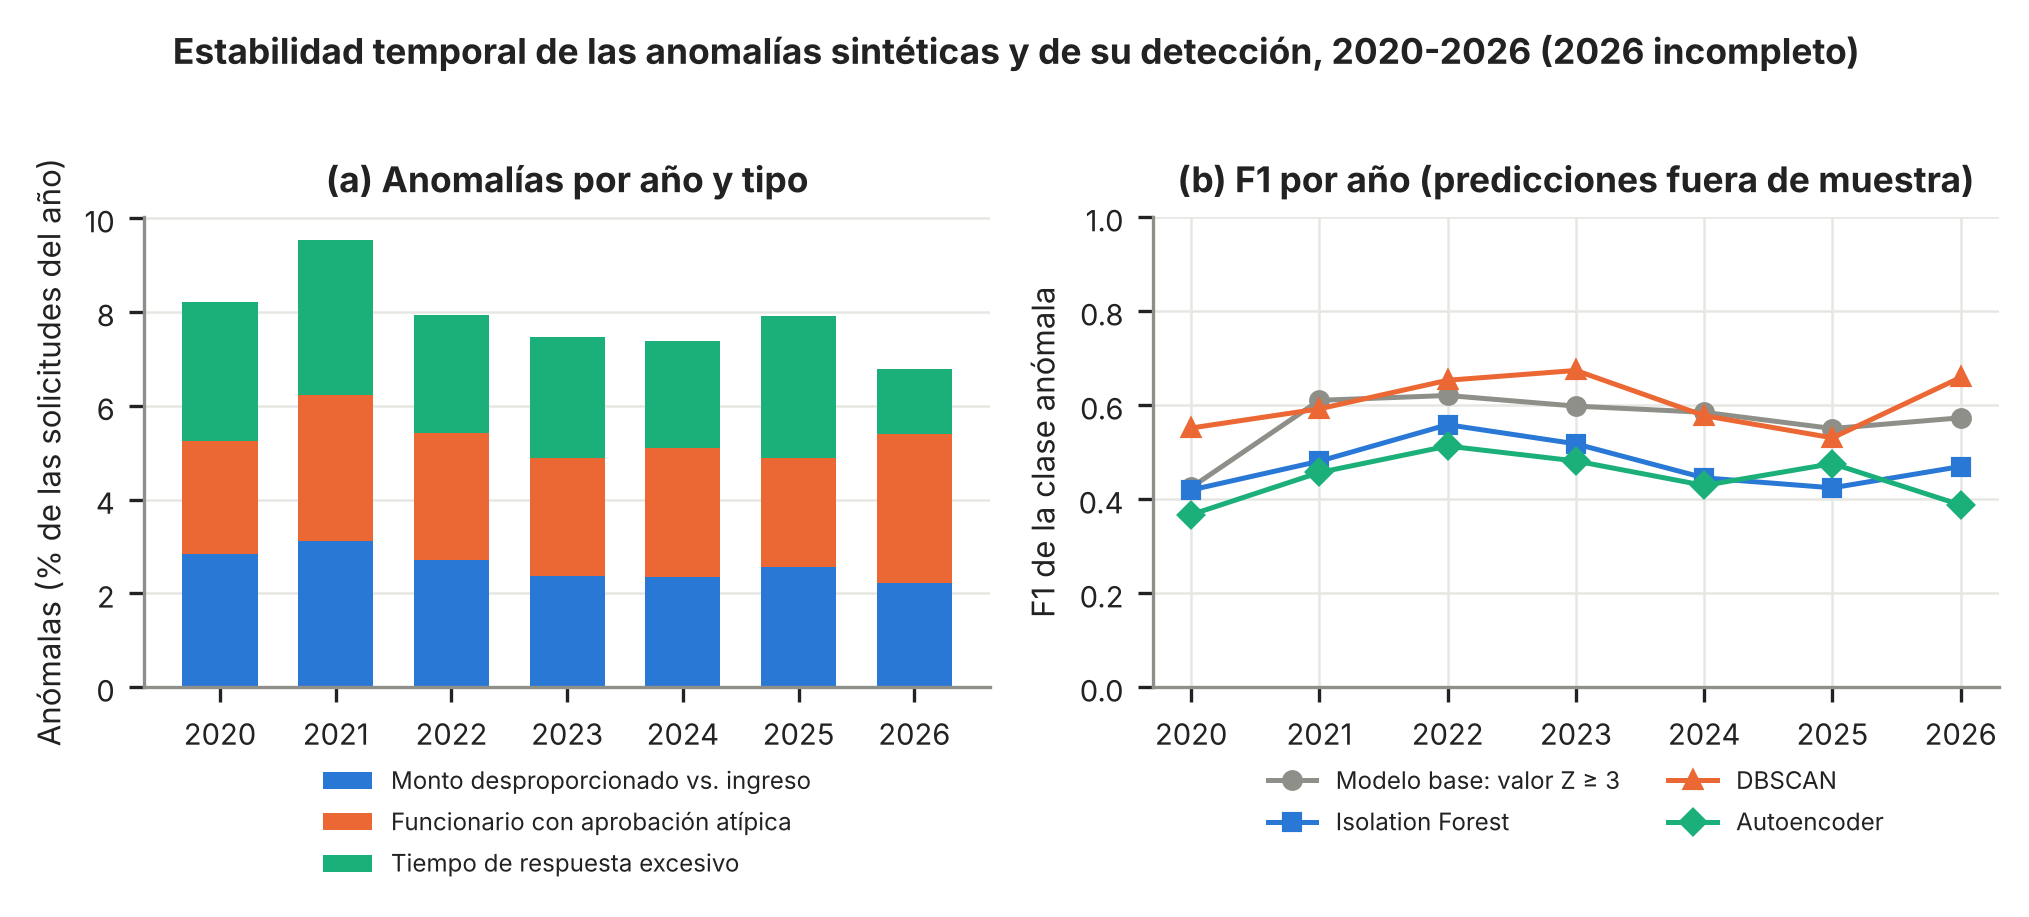 Estabilidad temporal de las anomalías sintéticas y de su detección, 2020-2026 (2026 incompleto)
(a) Anomalías por año y tipo
Anómalas (% de las solicitudes del año)
10
8
6
4
2
0
2020 2021 2022 2023 2024 2025 2026
Monto desproporcionado vs. ingreso
Funcionario con aprobación atípica
Tiempo de respuesta excesivo
(b) F1 por año (predicciones fuera de muestra)
F1 de la clase anómala
1.0
0.8
0.6
0.4
0.2
0.0
2020 2021 2022 2023 2024 2025 2026
Modelo base: valor Z ≥ 3
Isolation Forest
DBSCAN
Autoencoder